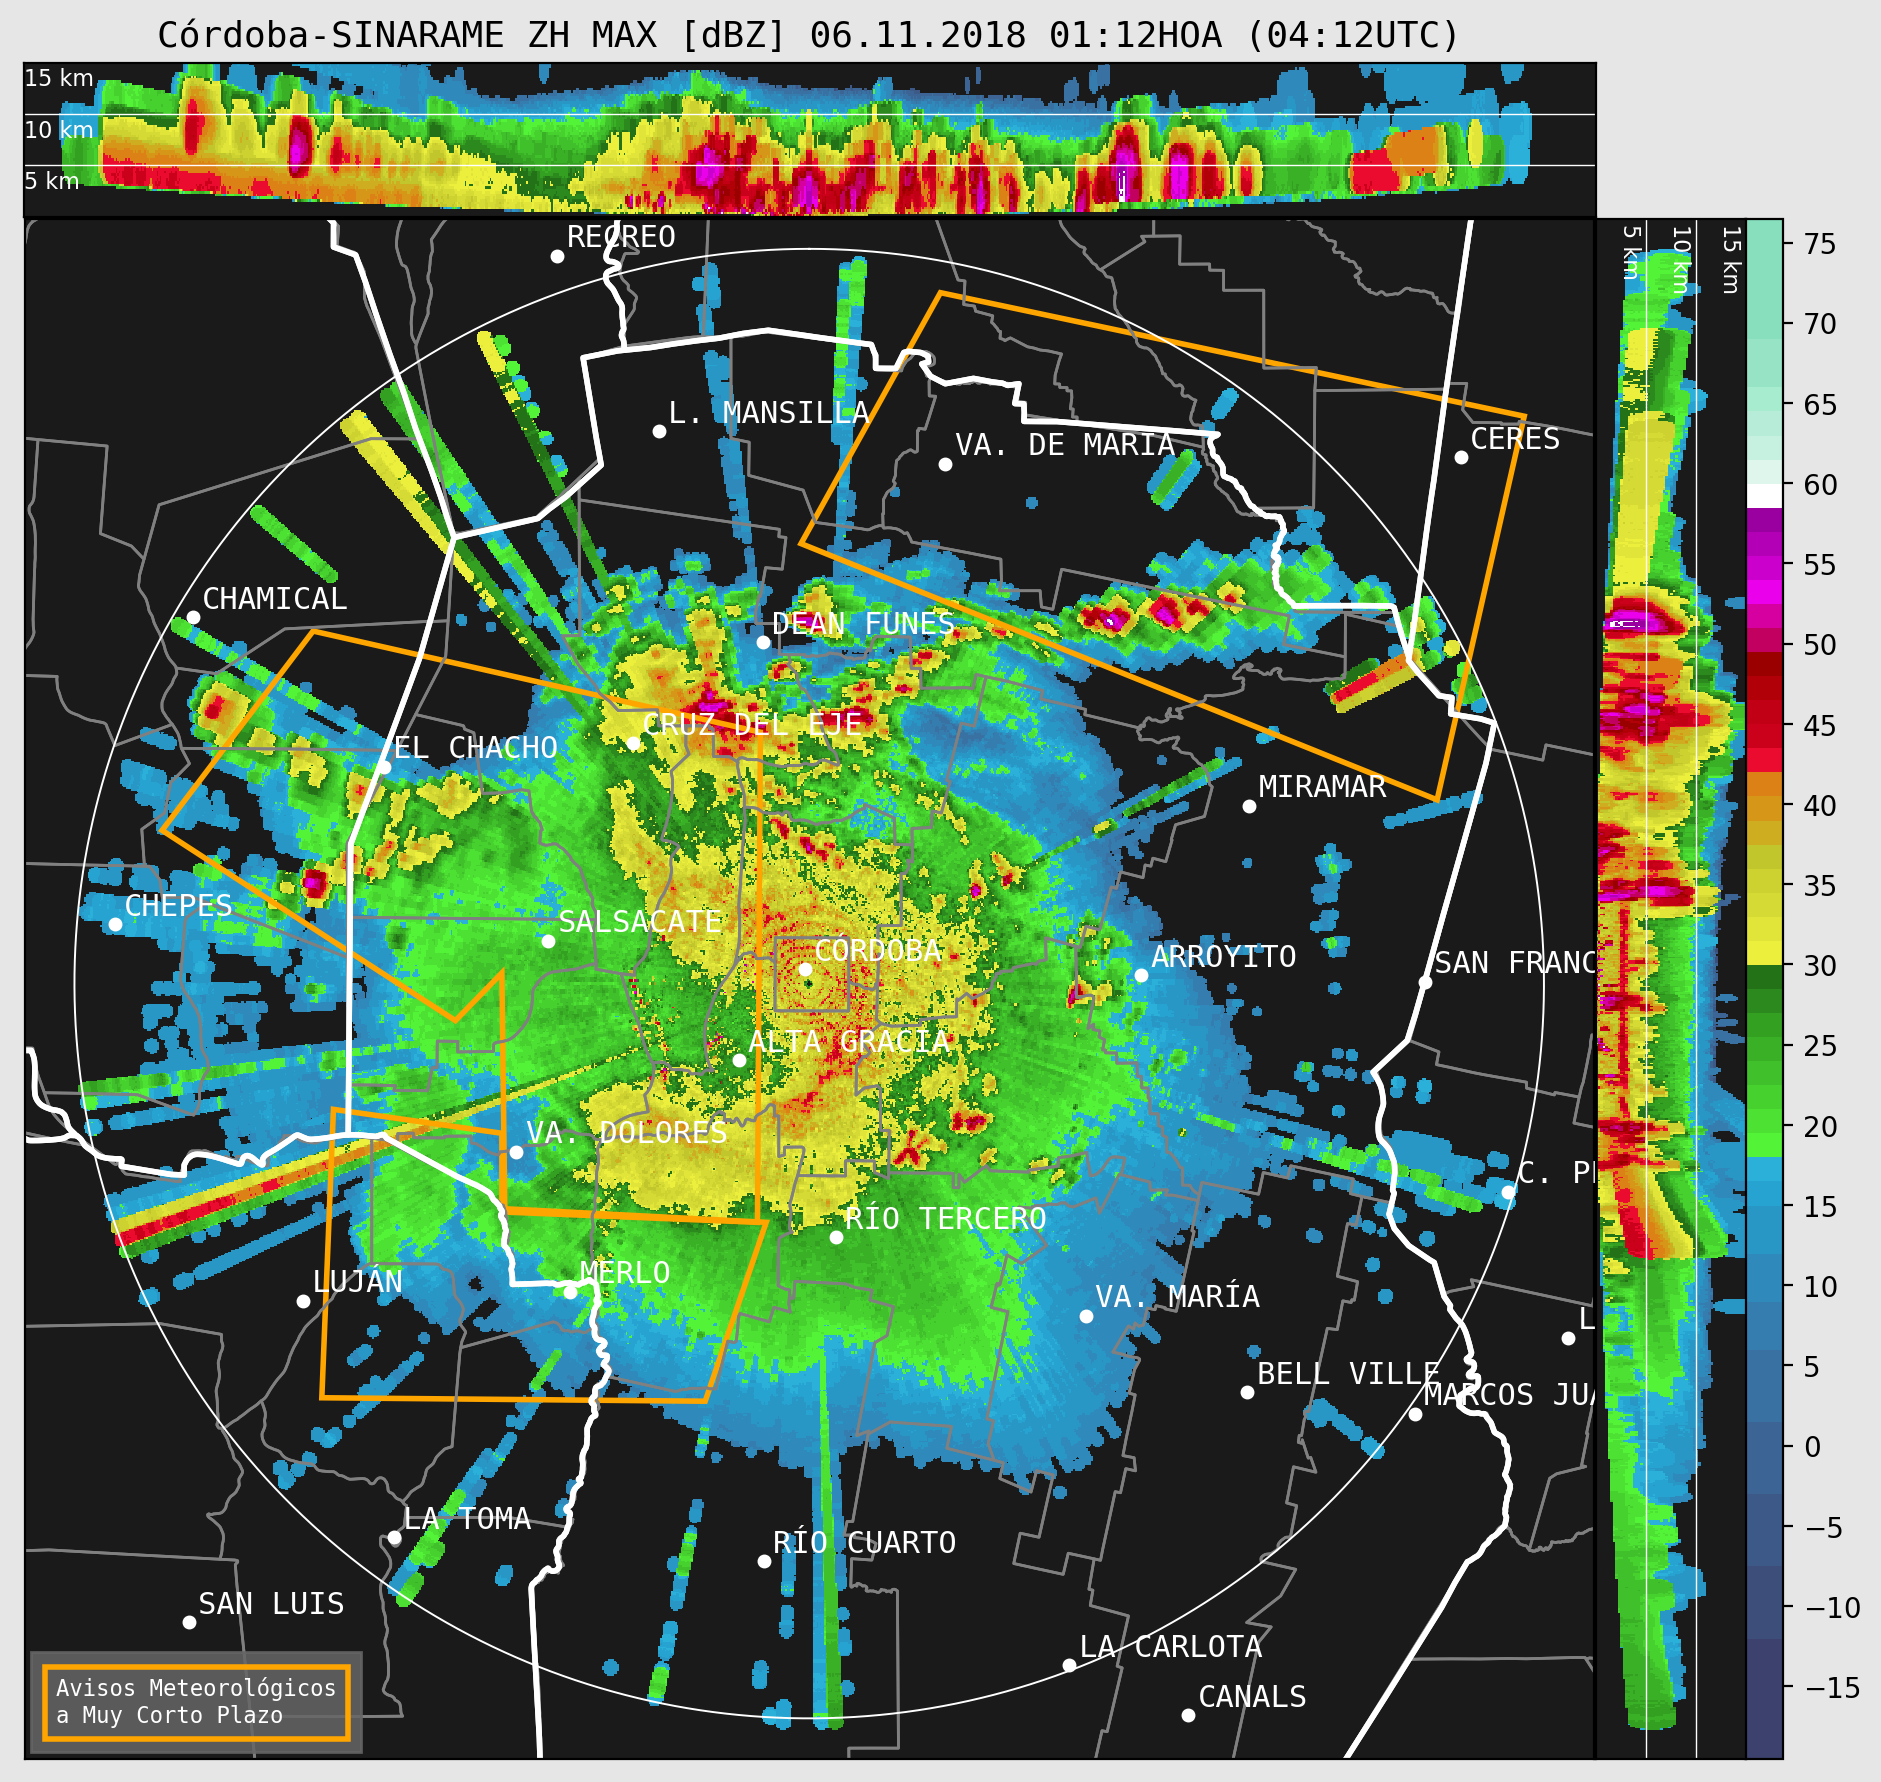 Córdoba-SINARAME ZH MAX [dBZ] 06.11.2018 01:12HOA (04:12UTC)
15 km
10 km
5 km
5 km
10 km
15 km
75
70
65
60
55
50
45
40
35
30
25
20
15
10
5
0
−5
−10
−15
RECREO
L. MANSILLA
VA. DE MARIA
CERES
CHAMICAL
DEAN FUNES
CRUZ DEL EJE
EL CHACHO
MIRAMAR
CHEPES
SALSACATE
CÓRDOBA
ARROYITO
SAN FRANC
ALTA GRACIA
VA. DOLORES
C. PE
RÍO TERCERO
LUJÁN
MERLO
VA. MARÍA
L
BELL VILLE
MARCOS JUA
LA TOMA
RÍO CUARTO
SAN LUIS
LA CARLOTA
CANALS
Avisos Meteorológicos
a Muy Corto Plazo